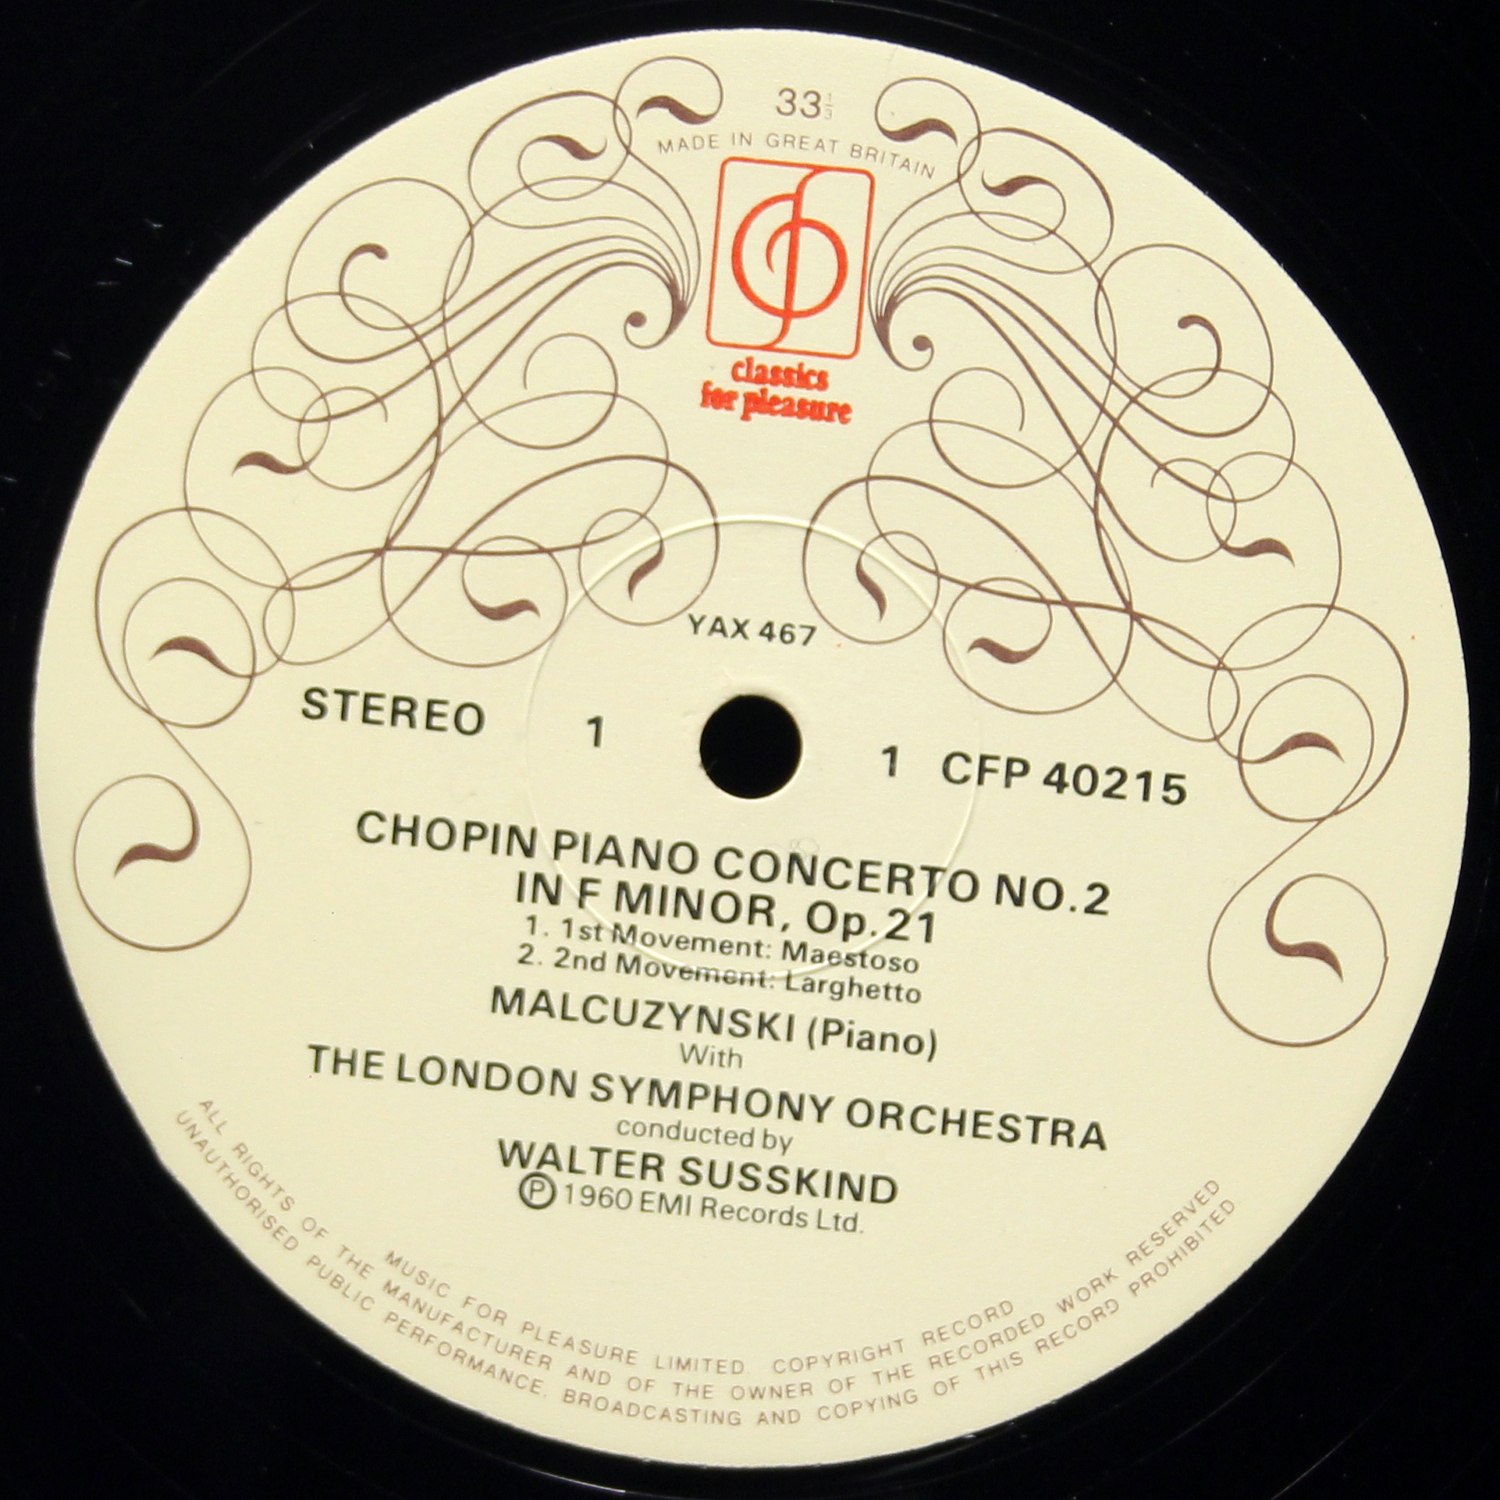 33⅓
MADE IN GREAT BRITAIN
classics
for pleasure
YAX 467
STEREO 1 1 CFP 40215
CHOPIN PIANO CONCERTO NO.2
IN F MINOR, Op.21
1. 1st Movement: Maestoso
2. 2nd Movement: Larghetto
MALCUZYNSKI (Piano)
With
THE LONDON SYMPHONY ORCHESTRA
conducted by
WALTER SUSSKIND
Ⓟ 1960 EMI Records Ltd.
MUSIC FOR PLEASURE LIMITED COPYRIGHT RECORD
ALL RIGHTS OF THE MANUFACTURER AND OF THE OWNER OF THE RECORDED WORK RESERVED
UNAUTHORISED PUBLIC PERFORMANCE, BROADCASTING AND COPYING OF THIS RECORD PROHIBITED